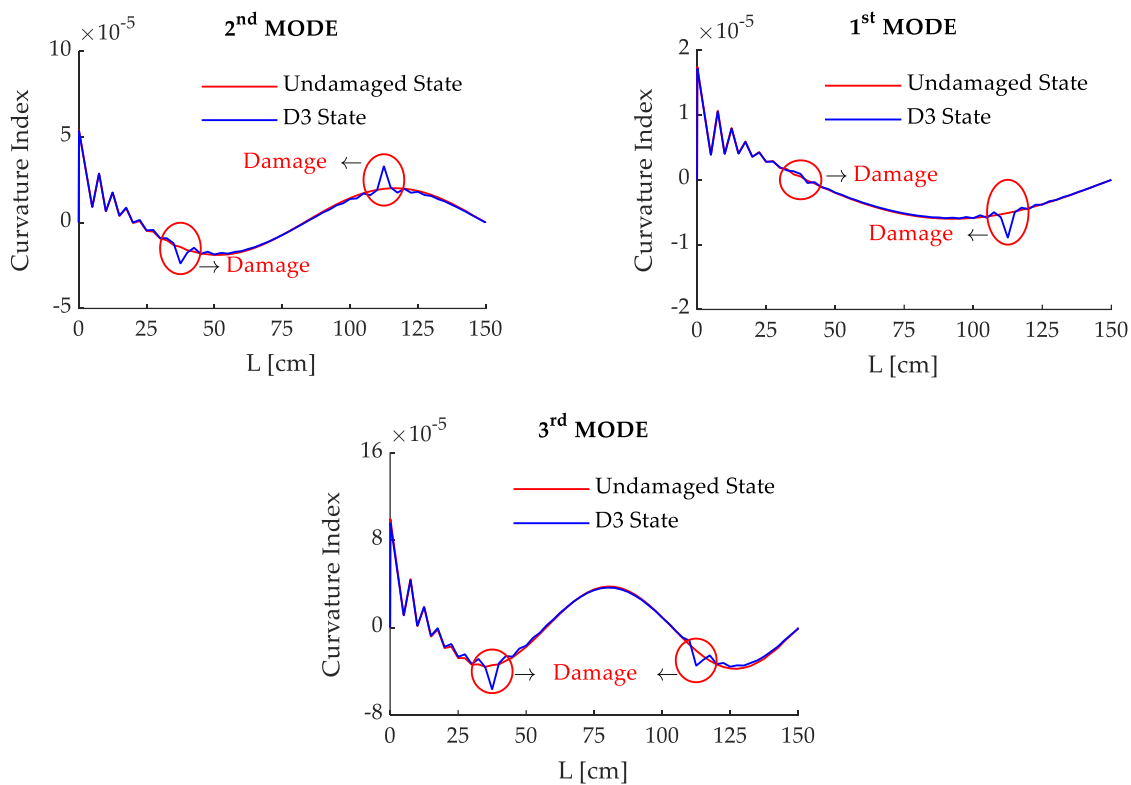 2nd MODE
×10-5
10
5
0
-5
Curvature Index
Undamaged State
D3 State
Damage ←
→ Damage
0 25 50 75 100 125 150
L [cm]
1st MODE
×10-5
2
1
0
-1
-2
Curvature Index
Undamaged State
D3 State
→ Damage
Damage ←
0 25 50 75 100 125 150
L [cm]
3rd MODE
×10-5
16
8
0
-8
Curvature Index
Undamaged State
D3 State
→ Damage ←
0 25 50 75 100 125 150
L [cm]